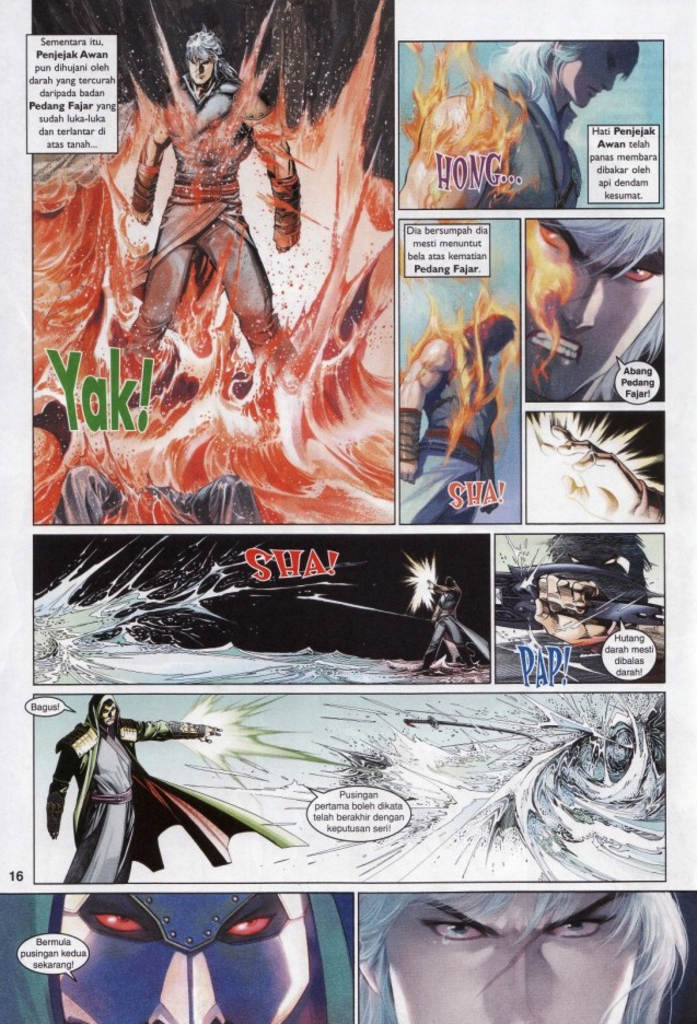 Sementara itu,
Penjejak Awan
pun dihujani oleh
darah yang tercurah
daripada badan
Pedang Fajar yang
sudah luka-luka
dan terlantar di
atas tanah...
Yak!
HONG...
Hati Penjejak
Awan telah
panas membara
dibakar oleh
api dendam
kesumat.
Dia bersumpah dia
mesti menuntut
bela atas kematian
Pedang Fajar.
SHA!
Abang
Pedang
Fajar!
SHA!
PAP!
Hutang
darah mesti
dibalas
darah!
Bagus!
Pusingan
pertama boleh dikata
telah berakhir dengan
keputusan seri!
16
Bermula
pusingan kedua
sekarang!